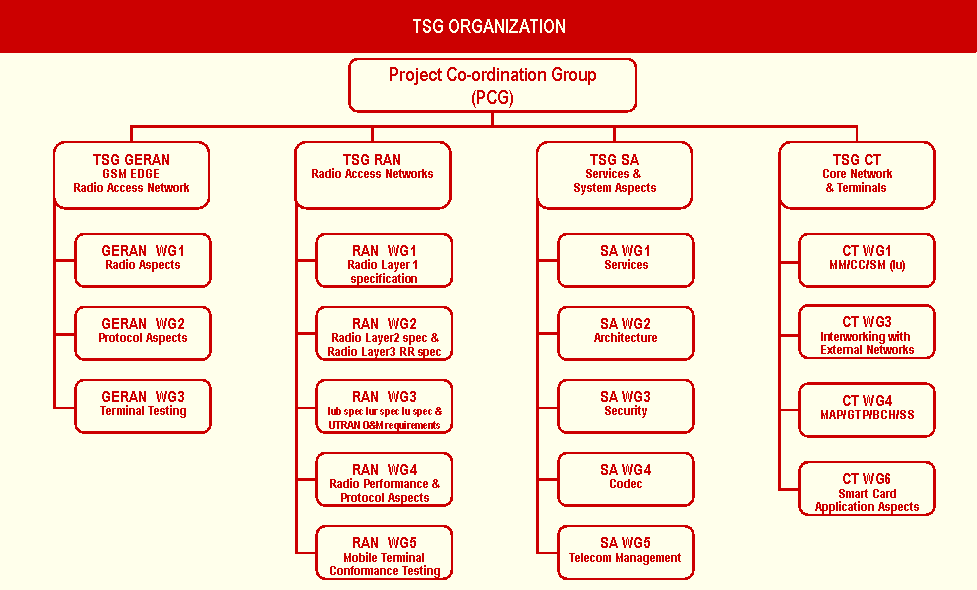 TSG ORGANIZATION
Project Co-ordination Group
(PCG)
TSG GERAN
GSM EDGE
Radio Access Network
GERAN WG1
Radio Aspects
GERAN WG2
Protocol Aspects
GERAN WG3
Terminal Testing
TSG RAN
Radio Access Networks
RAN WG1
Radio Layer 1
specification
RAN WG2
Radio Layer2 spec &
Radio Layer3 RR spec
RAN WG3
Iub spec Iur spec Iu spec &
UTRAN O&M requirements
RAN WG4
Radio Performance &
Protocol Aspects
RAN WG5
Mobile Terminal
Conformance Testing
TSG SA
Services &
System Aspects
SA WG1
Services
SA WG2
Architecture
SA WG3
Security
SA WG4
Codec
SA WG5
Telecom Management
TSG CT
Core Network
& Terminals
CT WG1
MM/CC/SM (Iu)
CT WG3
Interworking with
External Networks
CT WG4
MAP/GTP/BCH/SS
CT WG6
Smart Card
Application Aspects